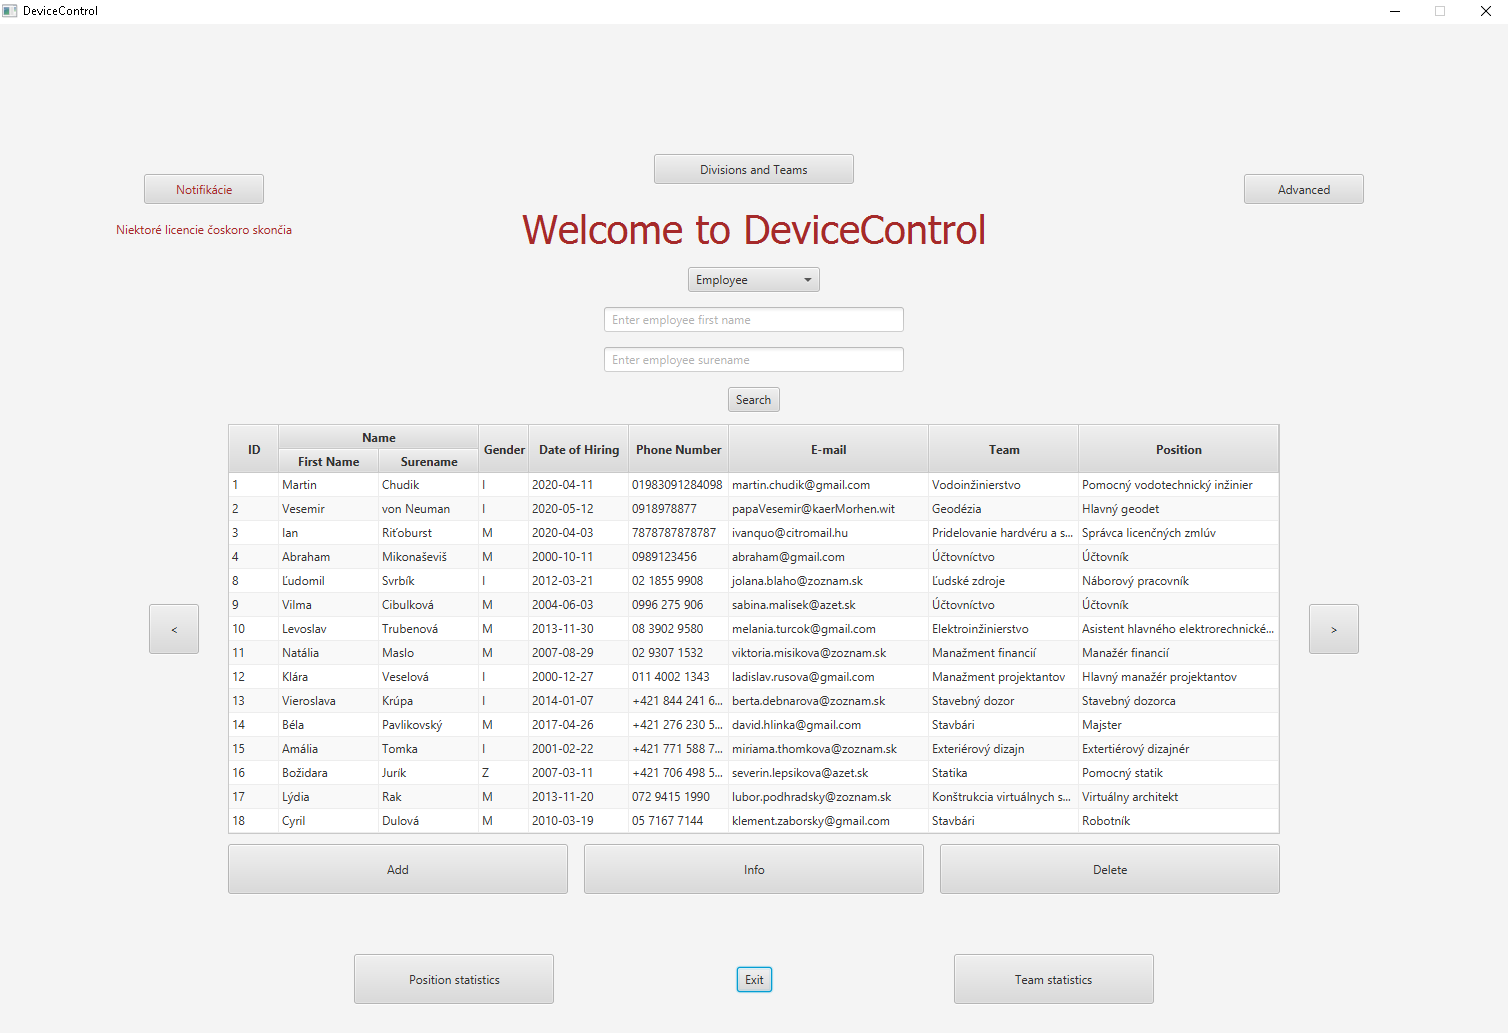 DeviceControl
Divisions and Teams
Notifikácie
Advanced
Niektoré licencie čoskoro skončia
Welcome to DeviceControl
Employee
Enter employee first name
Enter employee surename
Search
ID Name Gender Date of Hiring Phone Number E-mail Team Position
First Name Surename
1 Martin Chudik I 2020-04-11 01983091284098 martin.chudik@gmail.com Vodoinžinierstvo Pomocný vodotechnický inžinier
2 Vesemir von Neuman I 2020-05-12 0918978877 papaVesemir@kaerMorhen.wit Geodézia Hlavný geodet
3 Ian Riťoburst M 2020-04-03 7878787878787 ivanquo@citromail.hu Pridelovanie hardvéru a s... Správca licenčných zmlúv
4 Abraham Mikonaševiš M 2000-10-11 0989123456 abraham@gmail.com Účtovníctvo Účtovník
8 Ľudomil Svrbík I 2012-03-21 02 1855 9908 jolana.blaho@zoznam.sk Ľudské zdroje Náborový pracovník
9 Vilma Cibulková M 2004-06-03 0996 275 906 sabina.malisek@azet.sk Účtovníctvo Účtovník
10 Levoslav Trubenová M 2013-11-30 08 3902 9580 melania.turcok@gmail.com Elektroinžinierstvo Asistent hlavného elektrorechnické...
11 Natália Maslo M 2007-08-29 02 9307 1532 viktoria.misikova@zoznam.sk Manažment financií Manažér financií
12 Klára Veselová I 2000-12-27 011 4002 1343 ladislav.rusova@gmail.com Manažment projektantov Hlavný manažér projektantov
13 Vieroslava Krúpa I 2014-01-07 +421 844 241 6... berta.debnarova@zoznam.sk Stavebný dozor Stavebný dozorca
14 Béla Pavlikovský M 2017-04-26 +421 276 230 5... david.hlinka@gmail.com Stavbári Majster
15 Amália Tomka I 2001-02-22 +421 771 588 7... miriama.thomkova@zoznam.sk Exteriérový dizajn Extertiérový dizajnér
16 Božidara Jurík Z 2007-03-11 +421 706 498 5... severin.lepsikova@azet.sk Statika Pomocný statik
17 Lýdia Rak M 2013-11-20 072 9415 1990 lubor.podhradsky@zoznam.sk Konštrukcia virtuálnych s... Virtuálny architekt
18 Cyril Dulová M 2010-03-19 05 7167 7144 klement.zaborsky@gmail.com Stavbári Robotník
< >
Add Info Delete
Position statistics Exit Team statistics